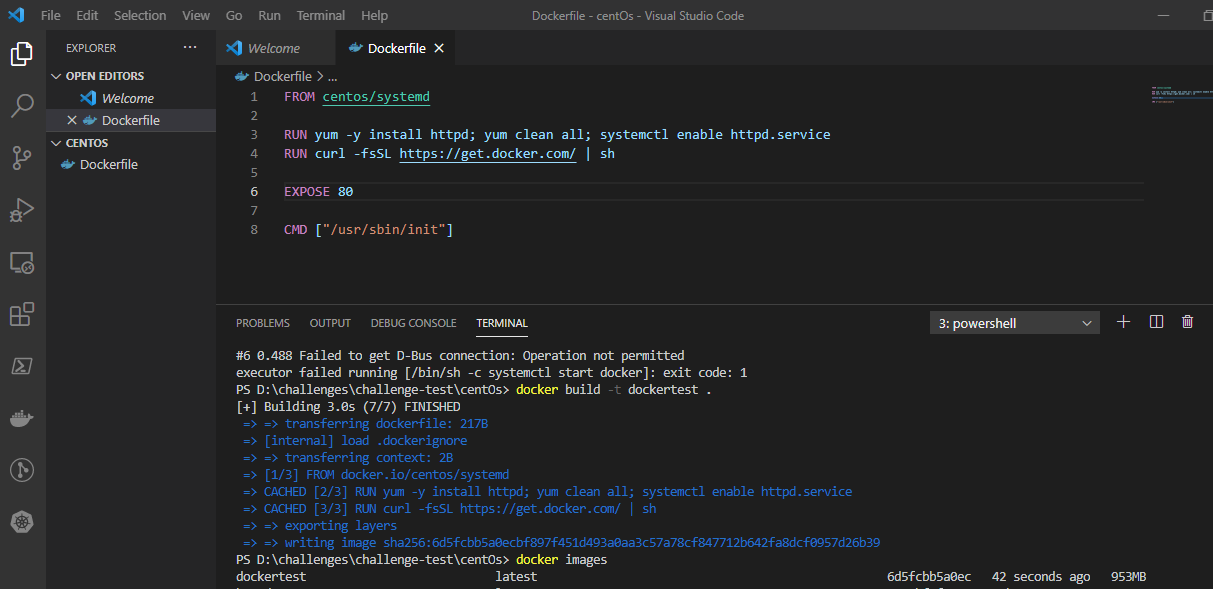 File Edit Selection View Go Run Terminal Help Dockerfile - centOs - Visual Studio Code
EXPLORER ...
Welcome Dockerfile
OPEN EDITORS
Welcome
Dockerfile
CENTOS
Dockerfile
Dockerfile > ...
1 FROM centos/systemd
2
3 RUN yum -y install httpd; yum clean all; systemctl enable httpd.service
4 RUN curl -fsSL https://get.docker.com/ | sh
5
6 EXPOSE 80
7
8 CMD ["/usr/sbin/init"]
PROBLEMS OUTPUT DEBUG CONSOLE TERMINAL 3: powershell
#6 0.488 Failed to get D-Bus connection: Operation not permitted
executor failed running [/bin/sh -c systemctl start docker]: exit code: 1
PS D:\challenges\challenge-test\centOs> docker build -t dockertest .
[+] Building 3.0s (7/7) FINISHED
=> => transferring dockerfile: 217B
=> [internal] load .dockerignore
=> => transferring context: 2B
=> [1/3] FROM docker.io/centos/systemd
=> CACHED [2/3] RUN yum -y install httpd; yum clean all; systemctl enable httpd.service
=> CACHED [3/3] RUN curl -fsSL https://get.docker.com/ | sh
=> => exporting layers
=> => writing image sha256:6d5fcbb5a0ecbf897f451d493a0aa3c57a78cf847712b642fa8dcf0957d26b39
PS D:\challenges\challenge-test\centOs> docker images
dockertest latest 6d5fcbb5a0ec 42 seconds ago 953MB